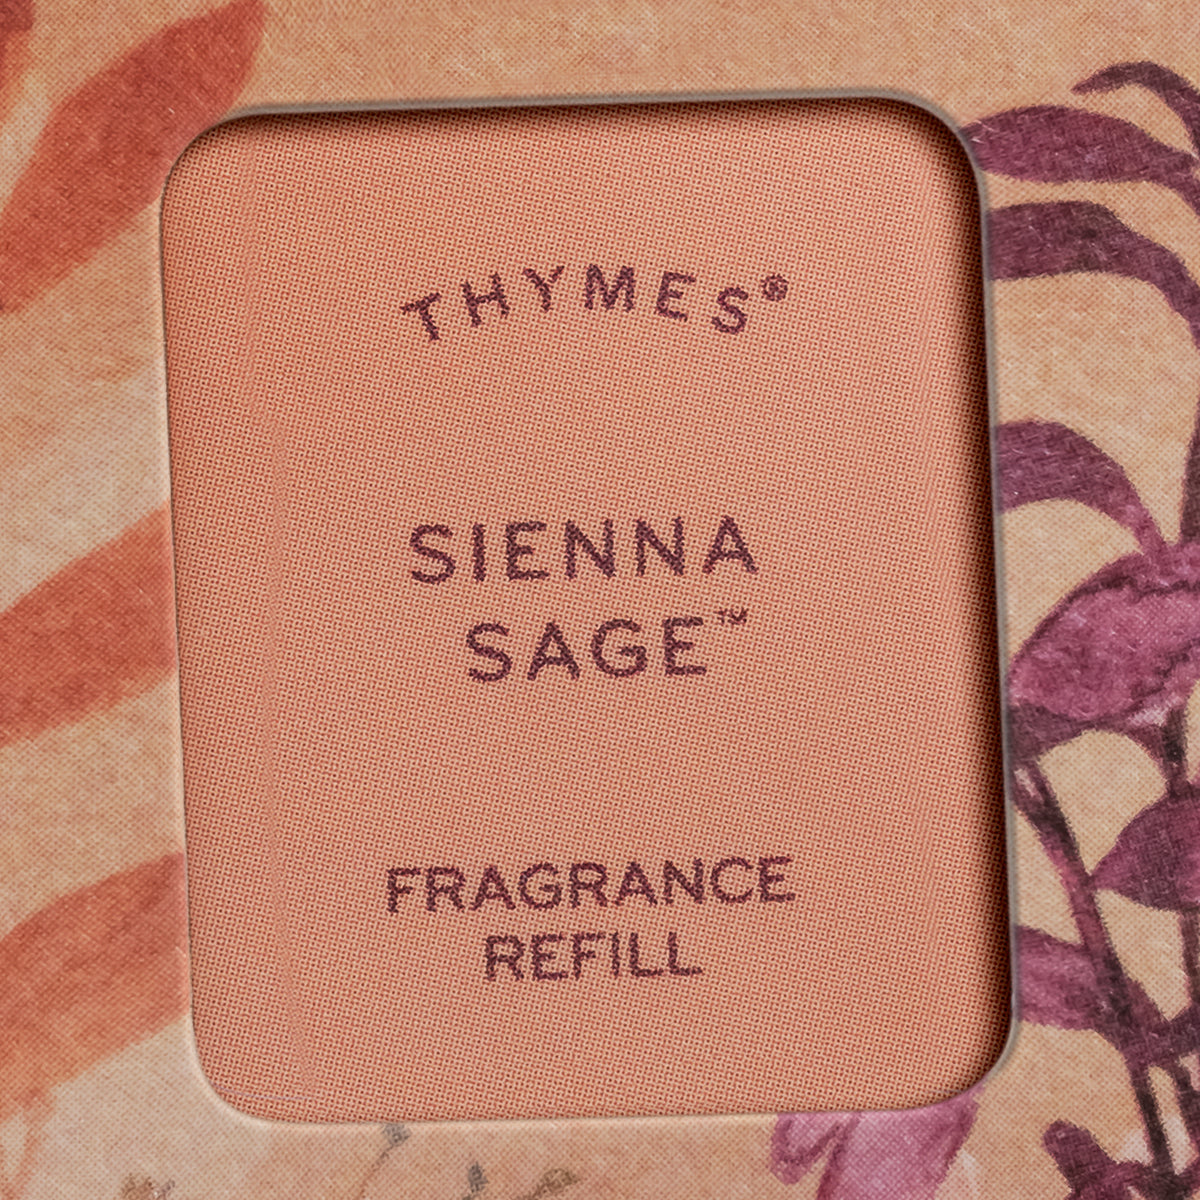 THYMES®
SIENNA
SAGE™
FRAGRANCE
REFILL